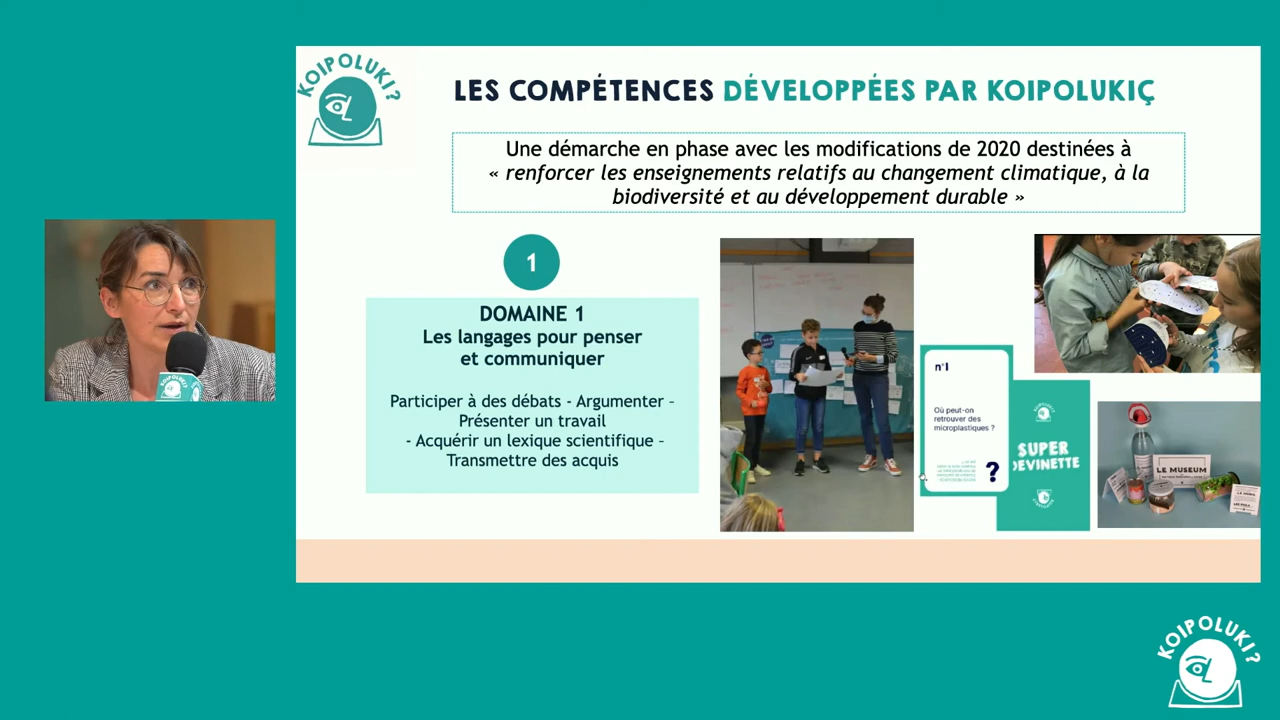 KOIPOLUKI?
LES COMPÉTENCES DÉVELOPPÉES PAR KOIPOLUKIÇ
Une démarche en phase avec les modifications de 2020 destinées à
« renforcer les enseignements relatifs au changement climatique, à la
biodiversité et au développement durable »
1
DOMAINE 1
Les langages pour penser
et communiquer
Participer à des débats - Argumenter –
Présenter un travail
- Acquérir un lexique scientifique –
Transmettre des acquis
n°1
Où peut-on
retrouver des
microplastiques ?
?
KOIPOLUKI?
SUPER
DEVINETTE
LE MUSEUM
KOIPOLUKI?